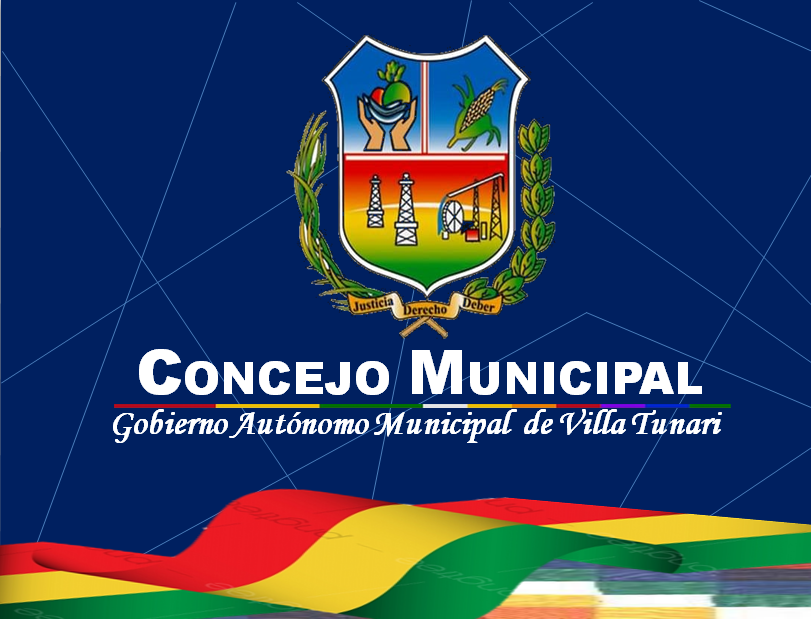 Justicia Derecho Deber
CONCEJO MUNICIPAL
Gobierno Autónomo Municipal de Villa Tunari